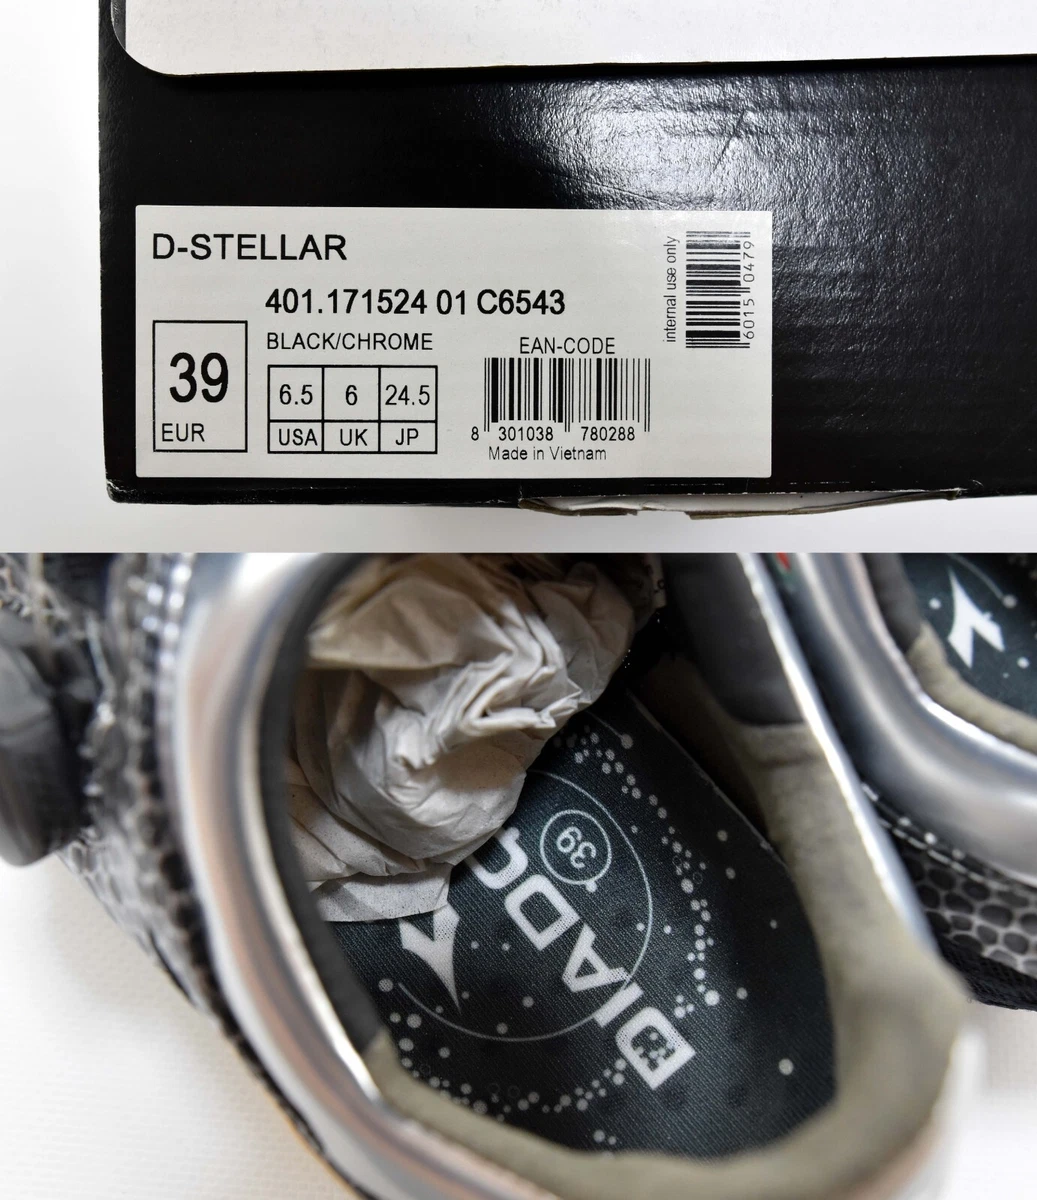 D-STELLAR
401.171524 01 C6543
BLACK/CHROME
39
EUR
6.5 6 24.5
USA UK JP
EAN-CODE
8 301038 780288
Made in Vietnam
internal use only
6015 0479
39
DIADO